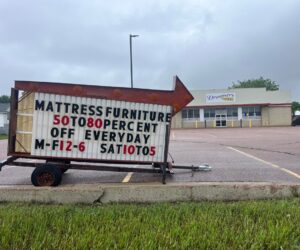 MATTRESS FURNITURE
50 TO 80 PERCENT
OFF EVERYDAY
M-F 12-6 SAT 10 TO 5